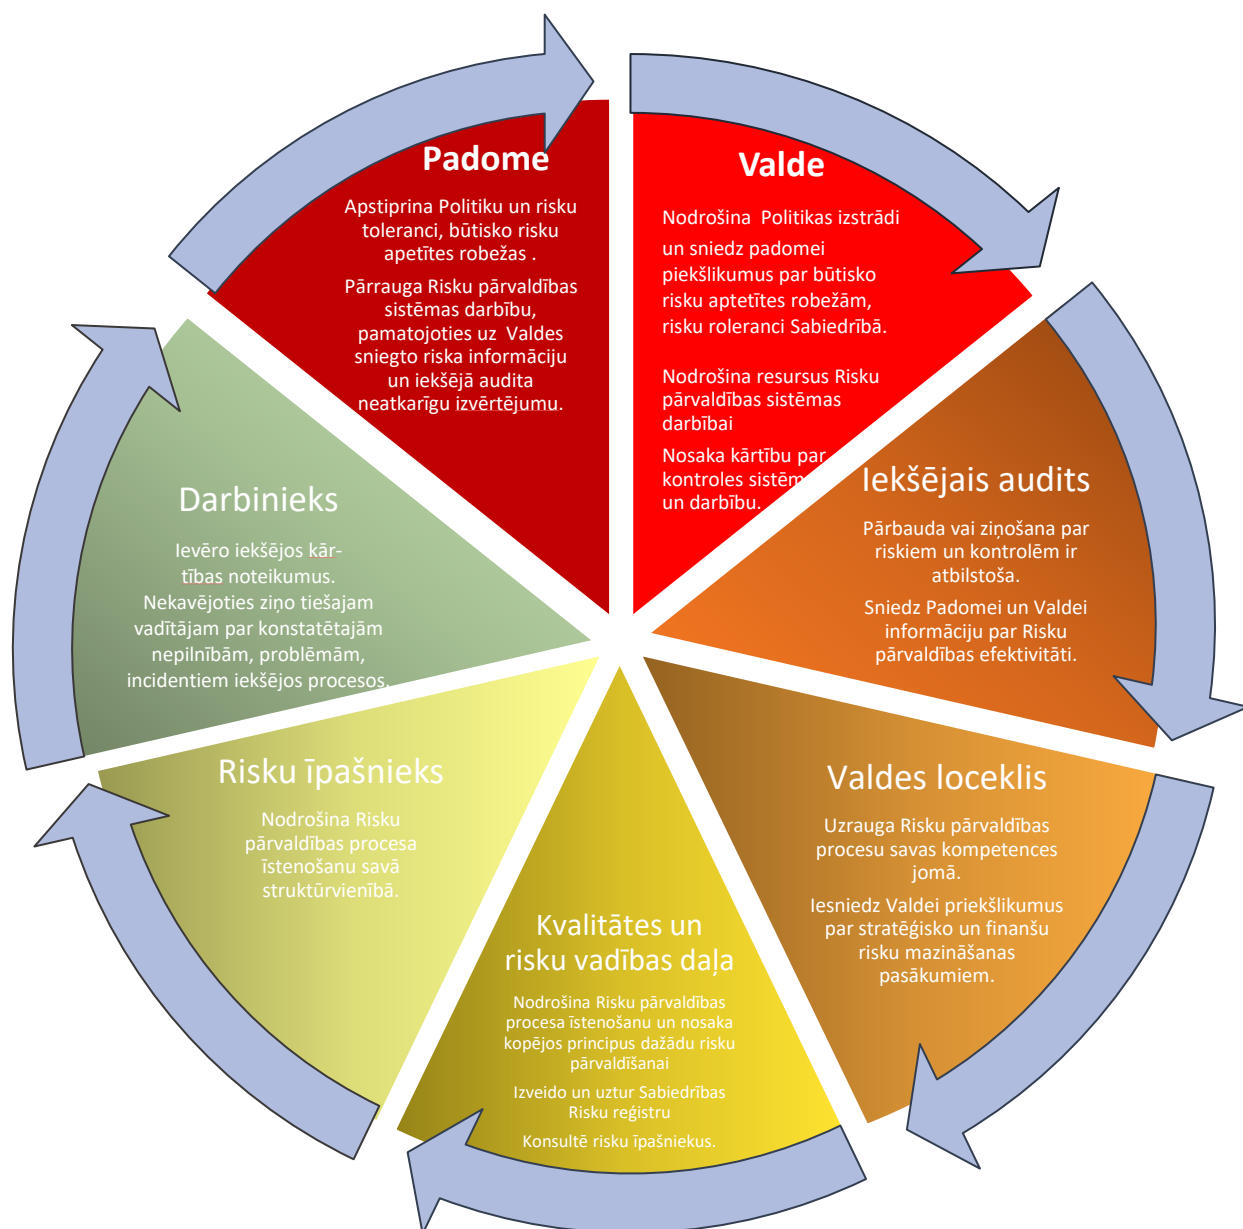 Padome
Apstiprina Politiku un risku
toleranci, būtisko risku
apetītes robežas .
Pārrauga Risku pārvaldības
sistēmas darbību,
pamatojoties uz  Valdes
sniegto riska informāciju
un iekšējā audita
neatkarīgu izvērtējumu.
Valde
Nodrošina  Politikas izstrādi
un sniedz padomei
piekšlikumus par būtisko
risku aptetītes robežām,
risku roleranci Sabiedrībā.
Nodrošina resursus Risku
pārvaldības sistēmas
darbībai
Nosaka kārtību par
kontroles sistēm
un darbību.
Iekšējais audits
Pārbauda vai ziņošana par
riskiem un kontrolēm ir
atbilstoša.
Sniedz Padomei un Valdei
informāciju par Risku
pārvaldības efektivitāti.
Valdes loceklis
Uzrauga Risku pārvaldības
procesu savas kompetences
jomā.
Iesniedz Valdei priekšlikumus
par stratēģisko un finanšu
risku mazināšanas
pasākumiem.
Kvalitātes un
risku vadības daļa
Nodrošina Risku pārvaldības
procesa īstenošanu un nosaka
kopējos principus dažādu risku
pārvaldīšanai
Izveido un uztur Sabiedrības
Risku reģistru
Konsultē risku īpašniekus.
Risku īpašnieks
Nodrošina Risku
pārvaldības procesa
īstenošanu savā
struktūrvienībā.
Darbinieks
Ievēro iekšējos kār-
tības noteikumus.
Nekavējoties ziņo tiešajam
vadītājam par konstatētajām
nepilnībām, problēmām,
incidentiem iekšējos procesos.